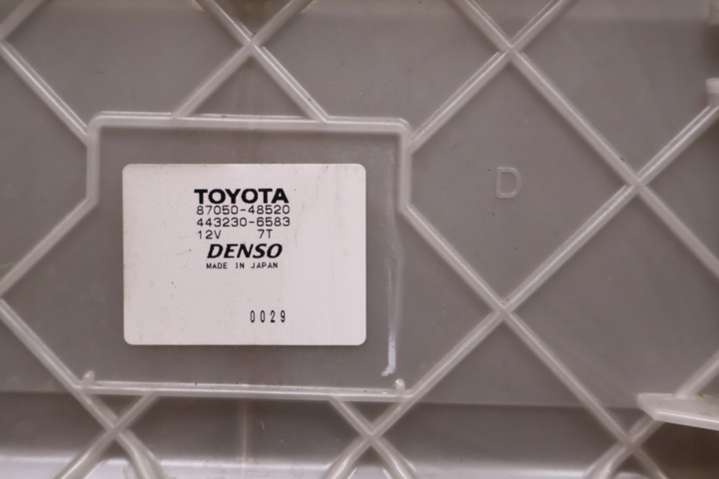 TOYOTA
87050-48520
443230-6583
12V 7T
DENSO
MADE IN JAPAN
0029
D